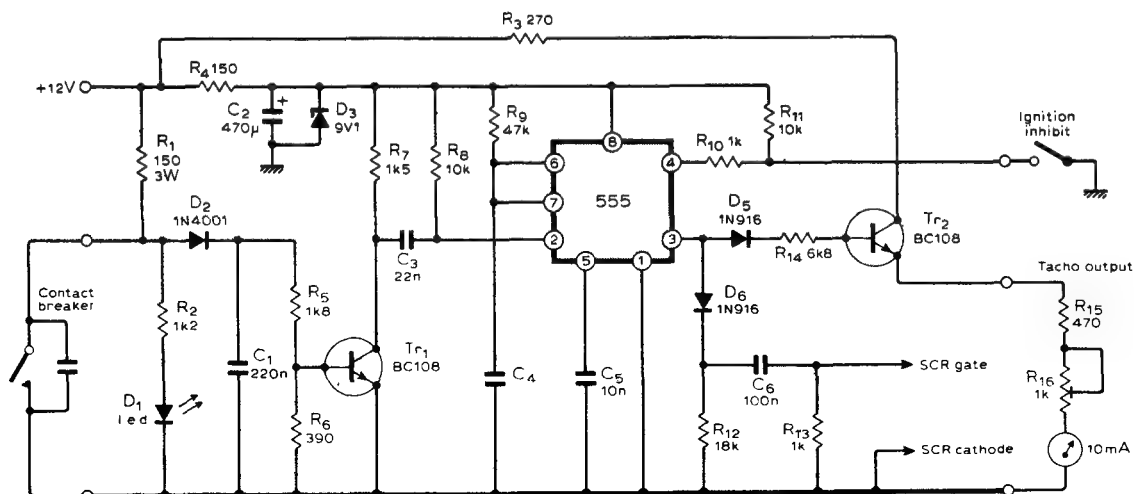 R3 270
+12V
R4 150
C2
470µ
+
D3
9V1
R1
150
3W
R7
1k5
R8
10k
R9
47k
R11
10k
R10 1k
Ignition
inhibit
8
6
4
7
555
2
3
5
1
D2
1N4001
D5
1N916
Tr2
BC108
R14 6k8
C3
22n
Tacho output
Contact
breaker
R2
1k2
R5
1k8
D6
1N916
R15
470
C1
220n
Tr1
BC108
C4
C5
10n
C6
100n
SCR gate
R16
1k
D1
led
R6
390
R12
18k
R13
1k
SCR cathode
10mA